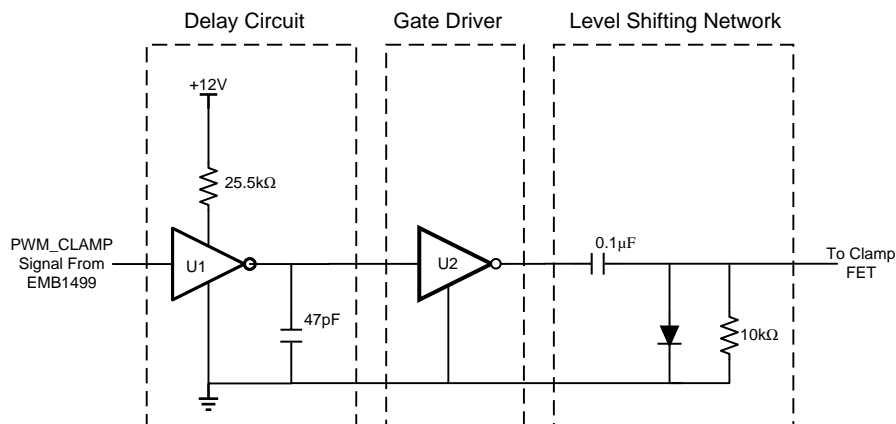 Delay Circuit
Gate Driver
Level Shifting Network
+12V
25.5kΩ
PWM_CLAMP
Signal From
EMB1499
U1
47pF
U2
0.1µF
10kΩ
To Clamp
FET